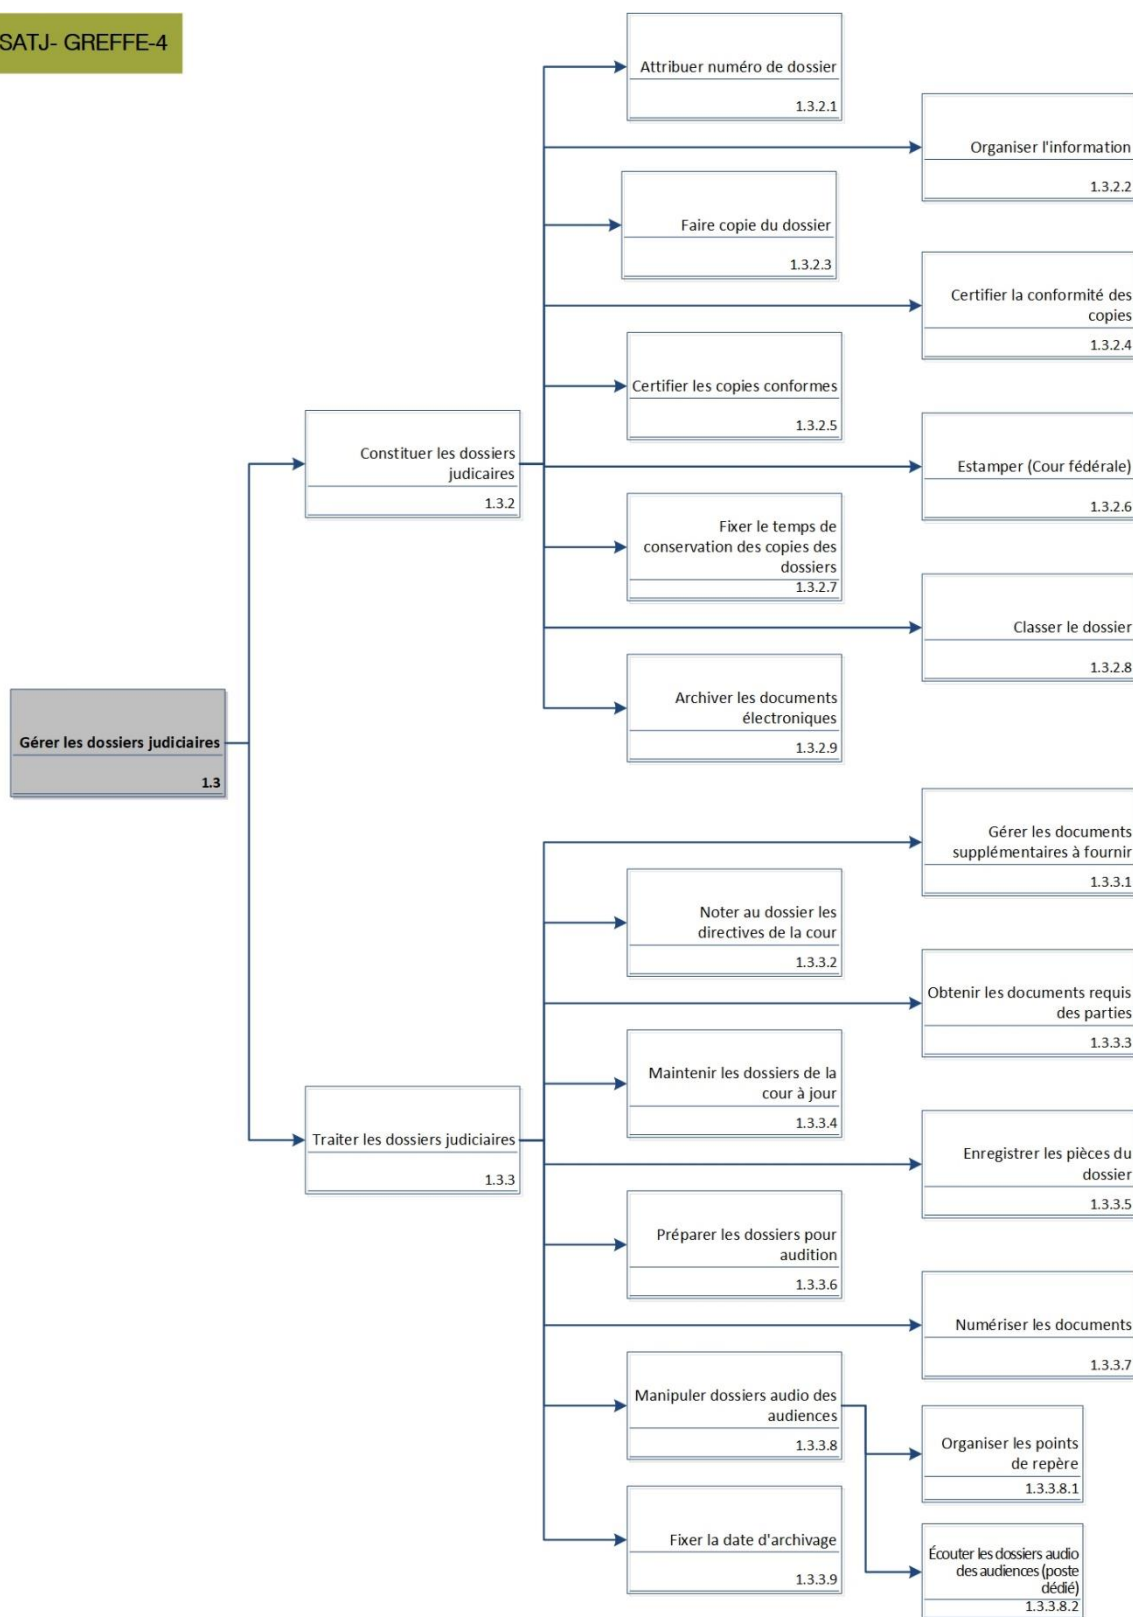 SATJ- GREFFE-4
Attribuer numéro de dossier
1.3.2.1
Organiser l'information
1.3.2.2
Faire copie du dossier
1.3.2.3
Certifier la conformité des
copies
1.3.2.4
Certifier les copies conformes
1.3.2.5
Constituer les dossiers
judicaires
1.3.2
Estamper (Cour fédérale)
1.3.2.6
Fixer le temps de
conservation des copies des
dossiers
1.3.2.7
Classer le dossier
1.3.2.8
Archiver les documents
électroniques
1.3.2.9
Gérer les dossiers judiciaires
1.3
Gérer les documents
supplémentaires à fournir
1.3.3.1
Noter au dossier les
directives de la cour
1.3.3.2
Obtenir les documents requis
des parties
1.3.3.3
Maintenir les dossiers de la
cour à jour
1.3.3.4
Traiter les dossiers judiciaires
1.3.3
Enregistrer les pièces du
dossier
1.3.3.5
Préparer les dossiers pour
audition
1.3.3.6
Numériser les documents
1.3.3.7
Manipuler dossiers audio des
audiences
1.3.3.8
Organiser les points
de repère
1.3.3.8.1
Fixer la date d'archivage
1.3.3.9
Écouter les dossiers audio
des audiences (poste
dédié)
1.3.3.8.2